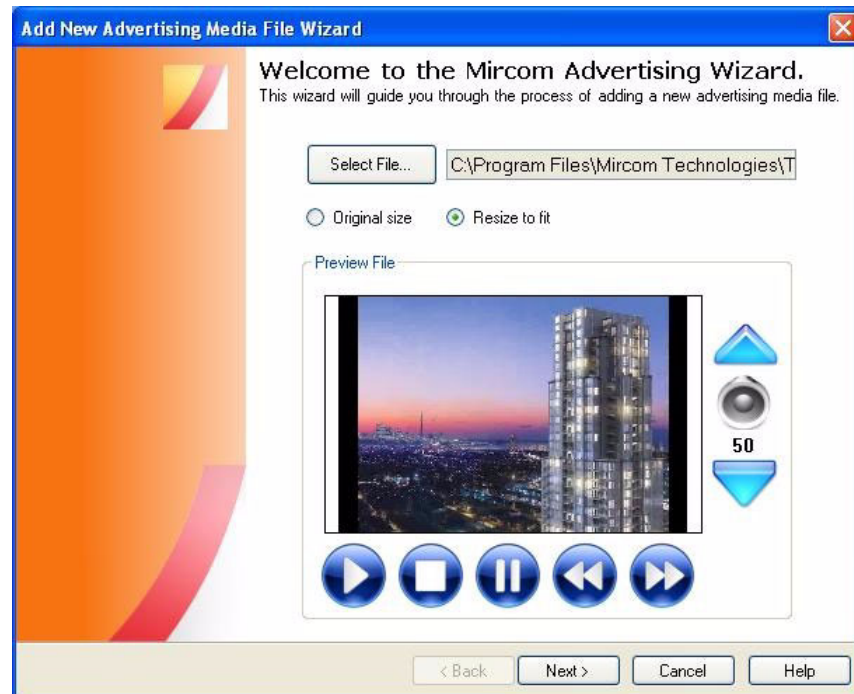 Add New Advertising Media File Wizard
Welcome to the Mircom Advertising Wizard.
This wizard will guide you through the process of adding a new advertising media file.
Select File...
C:\Program Files\Mircom Technologies\T
Original size
Resize to fit
Preview File
50
< Back
Next >
Cancel
Help